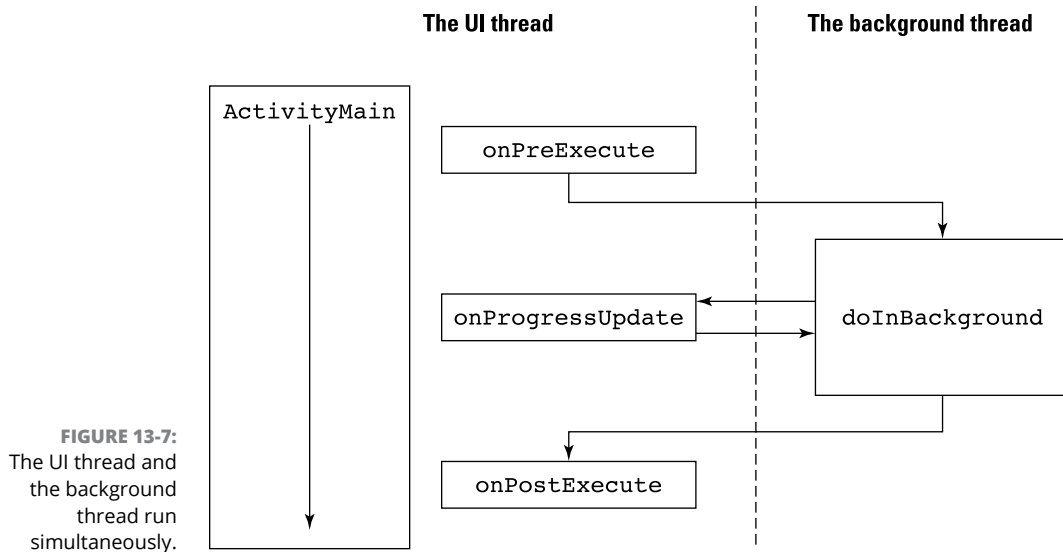 The UI thread
The background thread
ActivityMain
onPreExecute
onProgressUpdate
doInBackground
onPostExecute
FIGURE 13-7:
The UI thread and
the background
thread run
simultaneously.